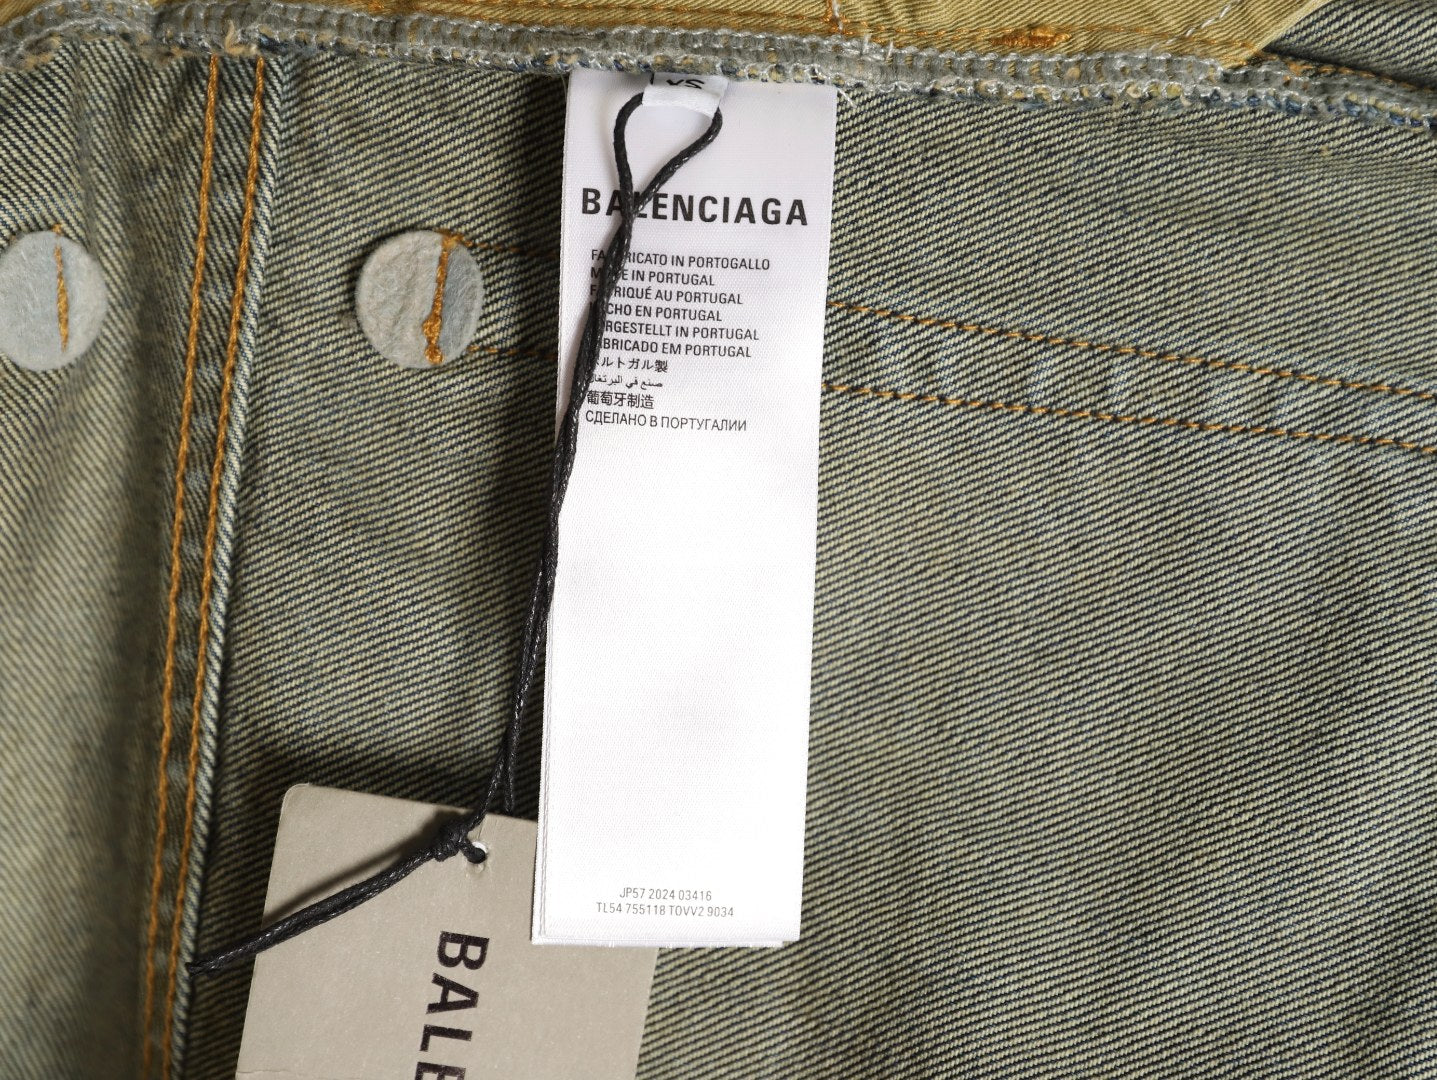 BALENCIAGA
FABRICATO IN PORTOGALLO
MADE IN PORTUGAL
FABRIQUÉ AU PORTUGAL
HECHO EN PORTUGAL
HERGESTELLT IN PORTUGAL
FABRICADO EM PORTUGAL
ポルトガル製
صنع في البرتغال
葡萄牙制造
СДЕЛАНО В ПОРТУГАЛИИ
JP57 2024 03416
TL54 755118 TOVV2 9034
BALE